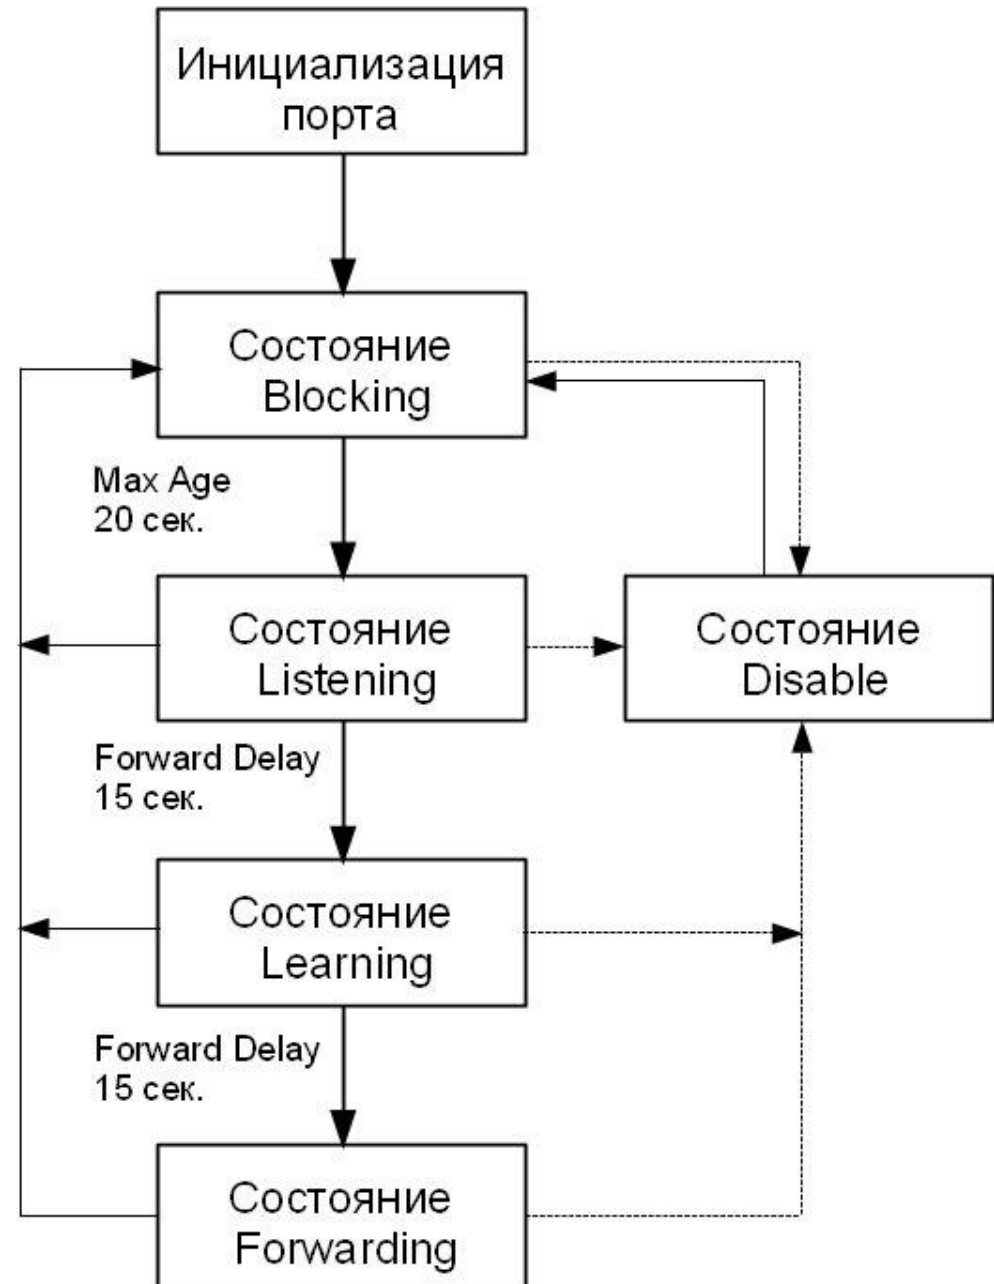 Инициализация
порта
Состояние
Blocking
Max Age
20 сек.
Состояние
Listening
Состояние
Disable
Forward Delay
15 сек.
Состояние
Learning
Forward Delay
15 сек.
Состояние
Forwarding